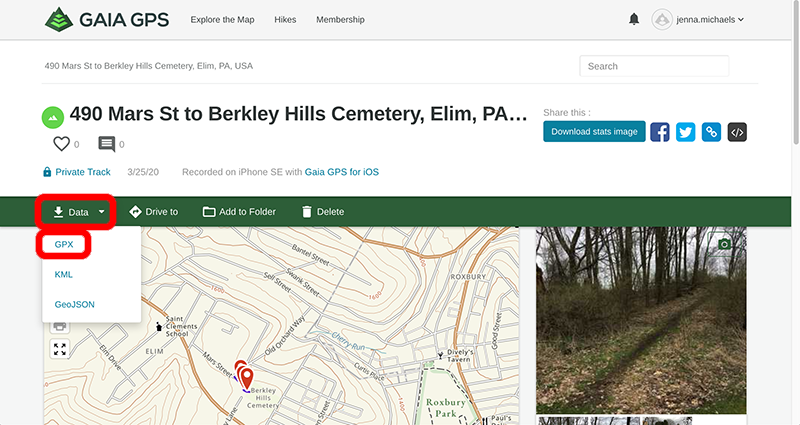 GAIA GPS
Explore the Map
Hikes
Membership
jenna.michaels
490 Mars St to Berkley Hills Cemetery, Elim, PA, USA
Search
490 Mars St to Berkley Hills Cemetery, Elim, PA…
Share this :
Download stats image
0
0
Private Track
3/25/20
Recorded on iPhone SE with Gaia GPS for iOS
Data
Drive to
Add to Folder
Delete
GPX
KML
GeoJSON
Bantel Street
Swank Street
Sell Street
1600
1600
ROXBURY
Saint
Clements
School
Old Orchard Way
Cherry Run
Good Street
ELIM
Elm Drive
Mars Street
Dively's
Tavern
Curtis Place
Berkley
Hills
Cemetery
1400
Roxbury
Park
Paul's